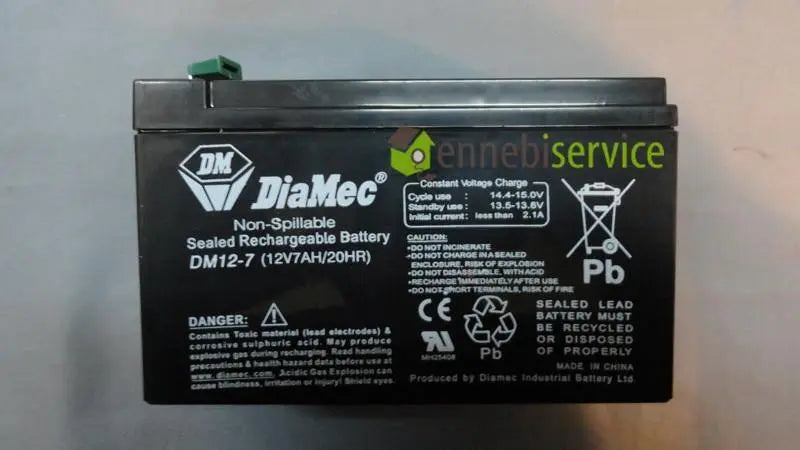 ennebiservice
DM
DiaMec®
Non-Spillable
Sealed Rechargeable Battery
DM12-7 (12V7AH/20HR)
Constant Voltage Charge
Cycle use: 14.4-15.0V
Standby use: 13.5-13.8V
Initial current: less than 2.1A
CAUTION:
•DO NOT INCINERATE
•DO NOT CHARGE IN A SEALED
ENCLOSURE, RISK OF EXPLOSION
•DO NOT DISASSEMBLE, WITH ACID
•RECHARGE IMMEDIATELY AFTER USE
•DO NOT SHORT TERMINALS, RISK OF FIRE
Pb
DANGER:
Contains Toxic material (lead electrodes) &
corrosive sulphuric acid. May produce
explosive gas during recharging. Read handling
precautions & health hazard data before use at
www.diamec.com, Acidic Gas Explosion can
cause blindness, irritation or injury! Shield eyes.
CE
UR
MH25408
Pb
SEALED LEAD
BATTERY MUST
BE RECYCLED
OR DISPOSED
OF PROPERLY
MADE IN CHINA
Produced by Diamec Industrial Battery Ltd.